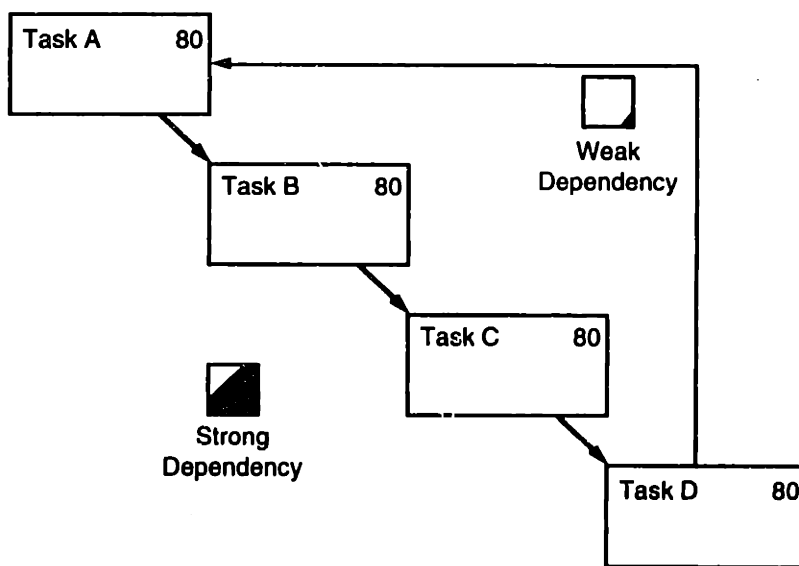 Task A 80
Weak
Dependency
Task B 80
Task C 80
Strong
Dependency
Task D 80